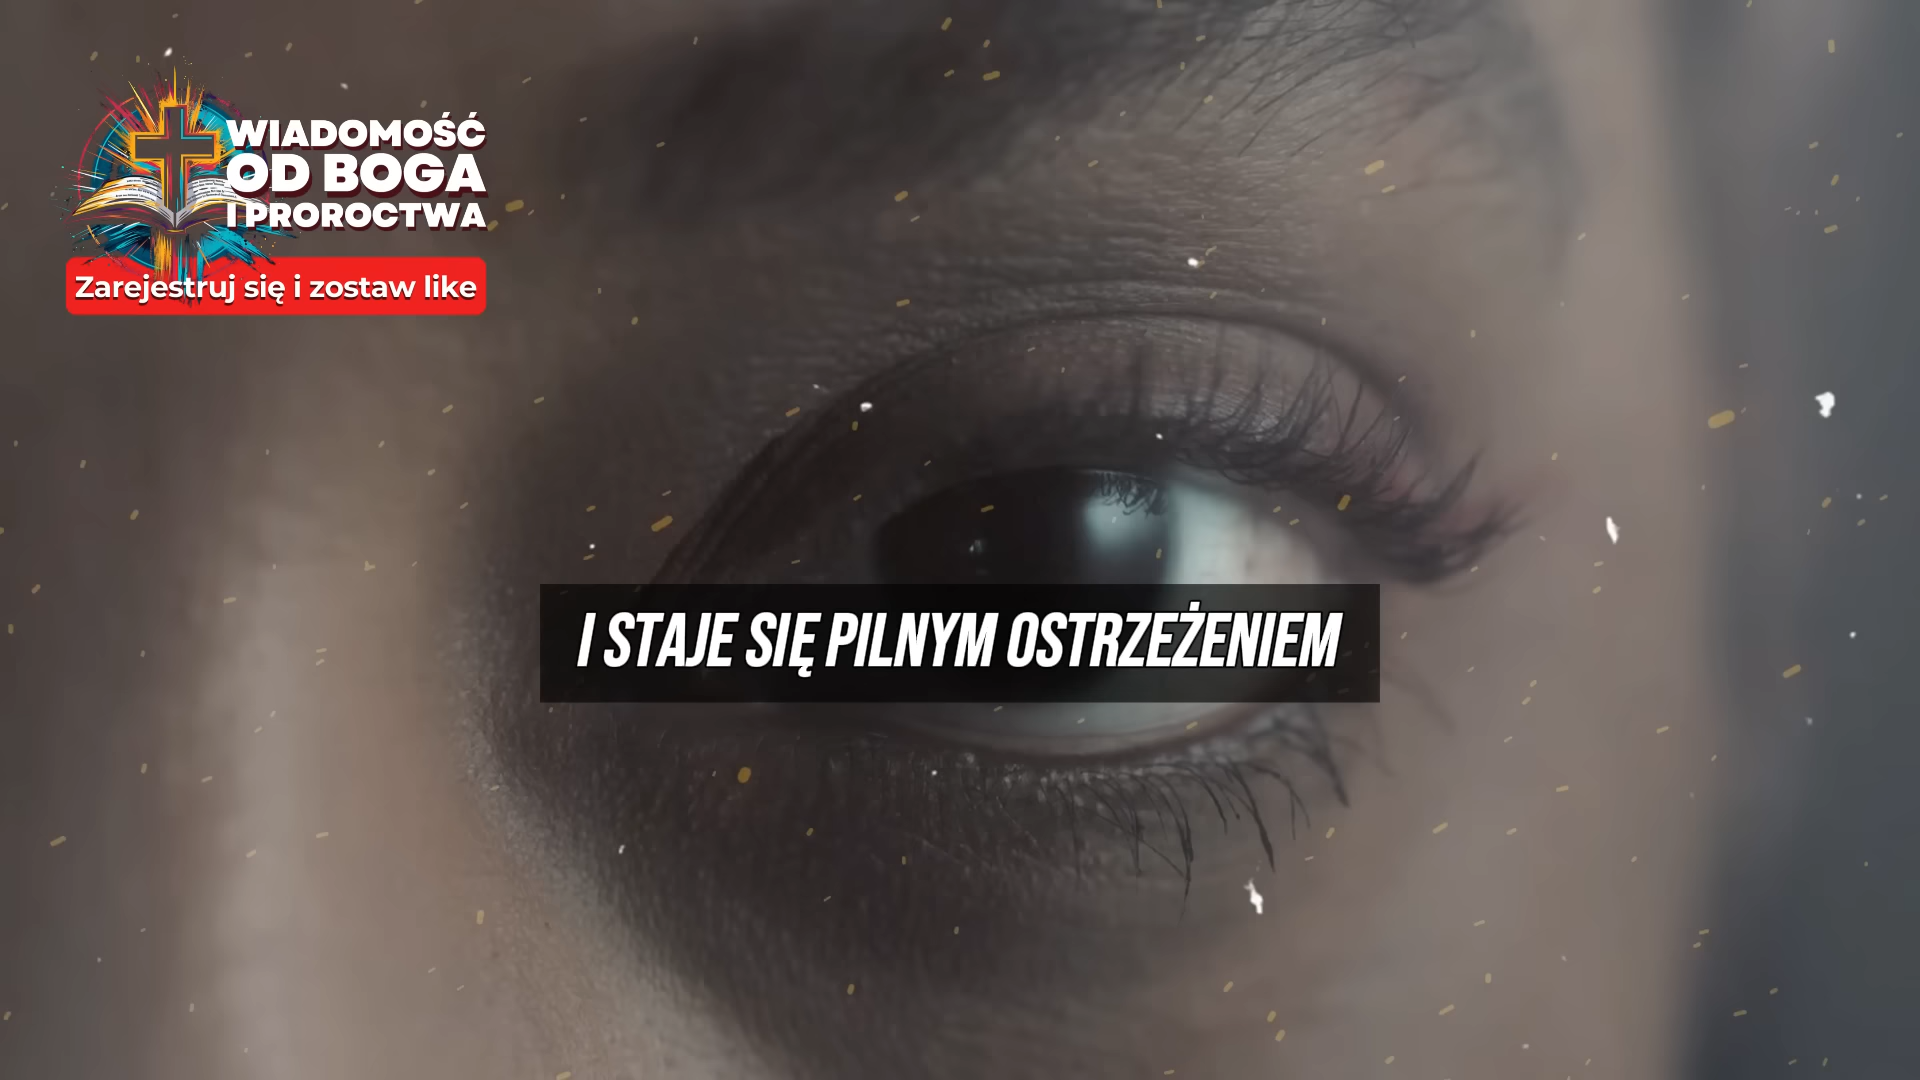 WIADOMOŚĆ
OD BOGA
I PROROCTWA
Zarejestruj się i zostaw like
I STAJE SIĘ PILNYM OSTRZEŻENIEM